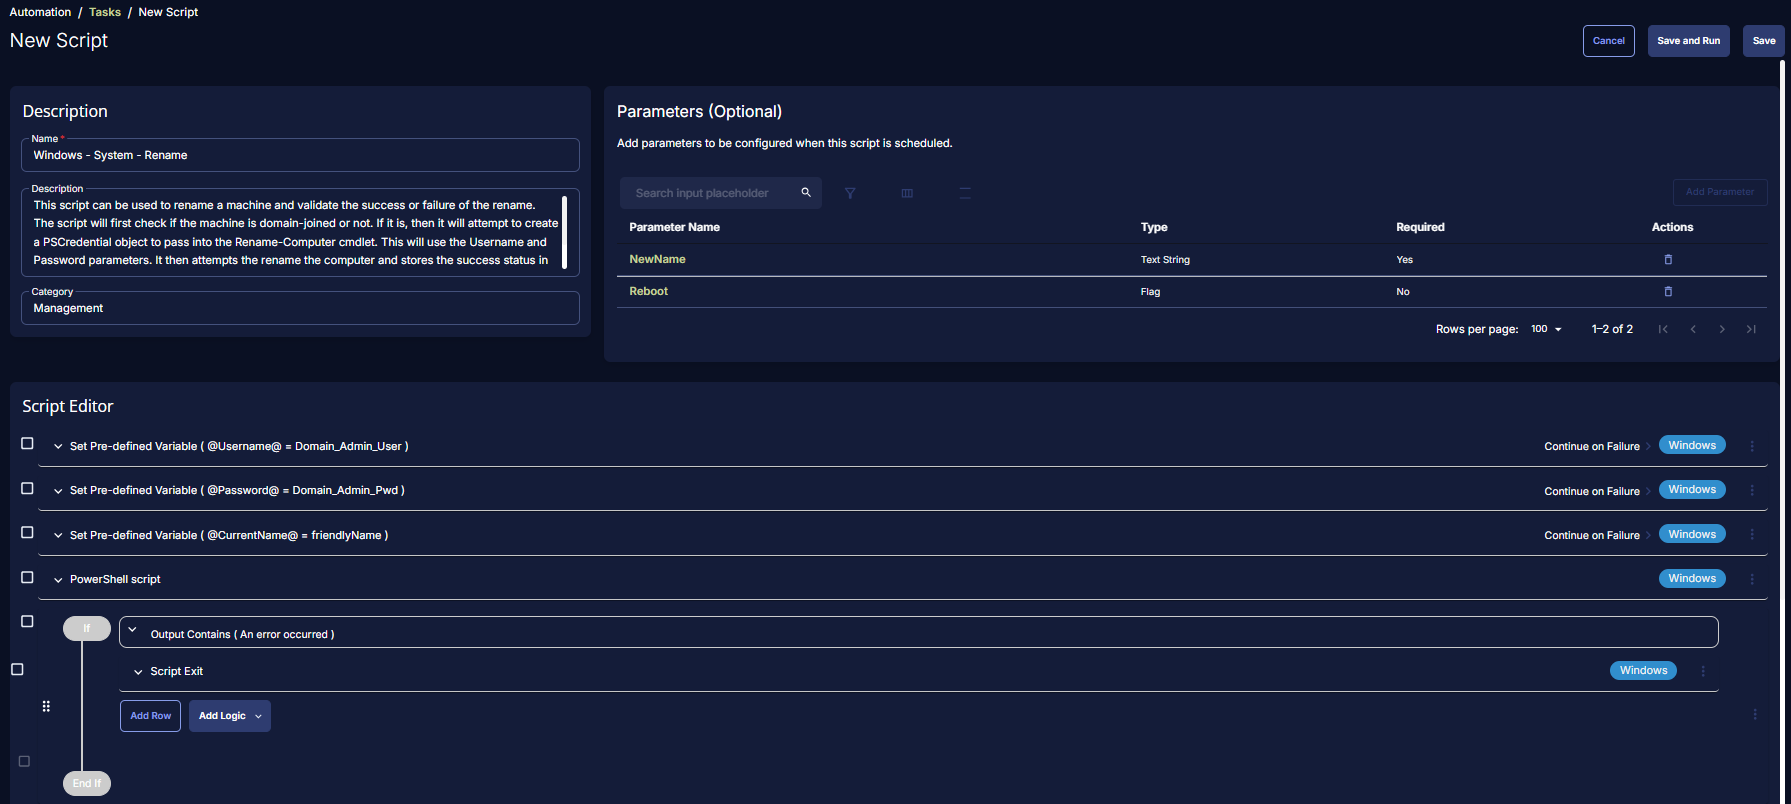 Automation / Tasks / New Script
New Script
Cancel
Save and Run
Save
Description
Name *
Windows - System - Rename
Description
This script can be used to rename a machine and validate the success or failure of the rename.
The script will first check if the machine is domain-joined or not. If it is, then it will attempt to create
a PSCredential object to pass into the Rename-Computer cmdlet. This will use the Username and
Password parameters. It then attempts the rename the computer and stores the success status in
Category
Management
Parameters (Optional)
Add parameters to be configured when this script is scheduled.
Search input placeholder
Add Parameter
Parameter Name Type Required Actions
NewName Text String Yes
Reboot Flag No
Rows per page: 100 1–2 of 2
Script Editor
Set Pre-defined Variable ( @Username@ = Domain_Admin_User ) Continue on Failure Windows
Set Pre-defined Variable ( @Password@ = Domain_Admin_Pwd ) Continue on Failure Windows
Set Pre-defined Variable ( @CurrentName@ = friendlyName ) Continue on Failure Windows
PowerShell script Windows
If
Output Contains ( An error occurred )
Script Exit Windows
Add Row Add Logic
End If